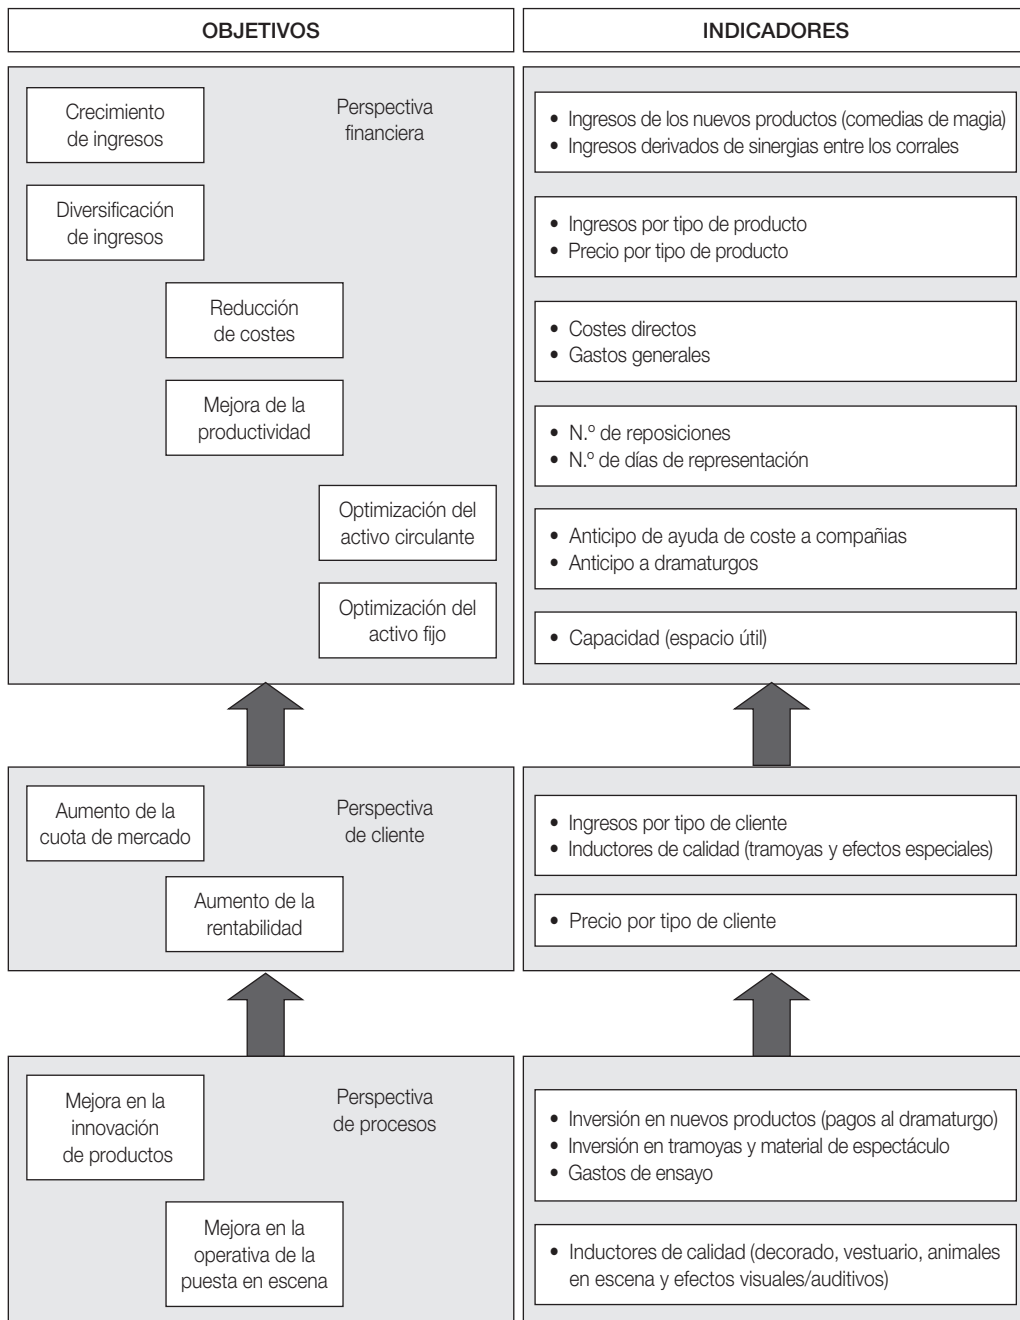 OBJETIVOS
INDICADORES
Crecimiento
de ingresos
Perspectiva
financiera
• Ingresos de los nuevos productos (comedias de magia)
• Ingresos derivados de sinergias entre los corrales
Diversificación
de ingresos
• Ingresos por tipo de producto
• Precio por tipo de producto
Reducción
de costes
• Costes directos
• Gastos generales
Mejora de la
productividad
• N.º de reposiciones
• N.º de días de representación
Optimización del
activo circulante
• Anticipo de ayuda de coste a compañias
• Anticipo a dramaturgos
Optimización del
activo fijo
• Capacidad (espacio útil)
Aumento de la
cuota de mercado
Perspectiva
de cliente
• Ingresos por tipo de cliente
• Inductores de calidad (tramoyas y efectos especiales)
Aumento de la
rentabilidad
• Precio por tipo de cliente
Mejora en la
innovación
de productos
Perspectiva
de procesos
• Inversión en nuevos productos (pagos al dramaturgo)
• Inversión en tramoyas y material de espectáculo
• Gastos de ensayo
Mejora en la
operativa de la
puesta en escena
• Inductores de calidad (decorado, vestuario, animales
en escena y efectos visuales/auditivos)